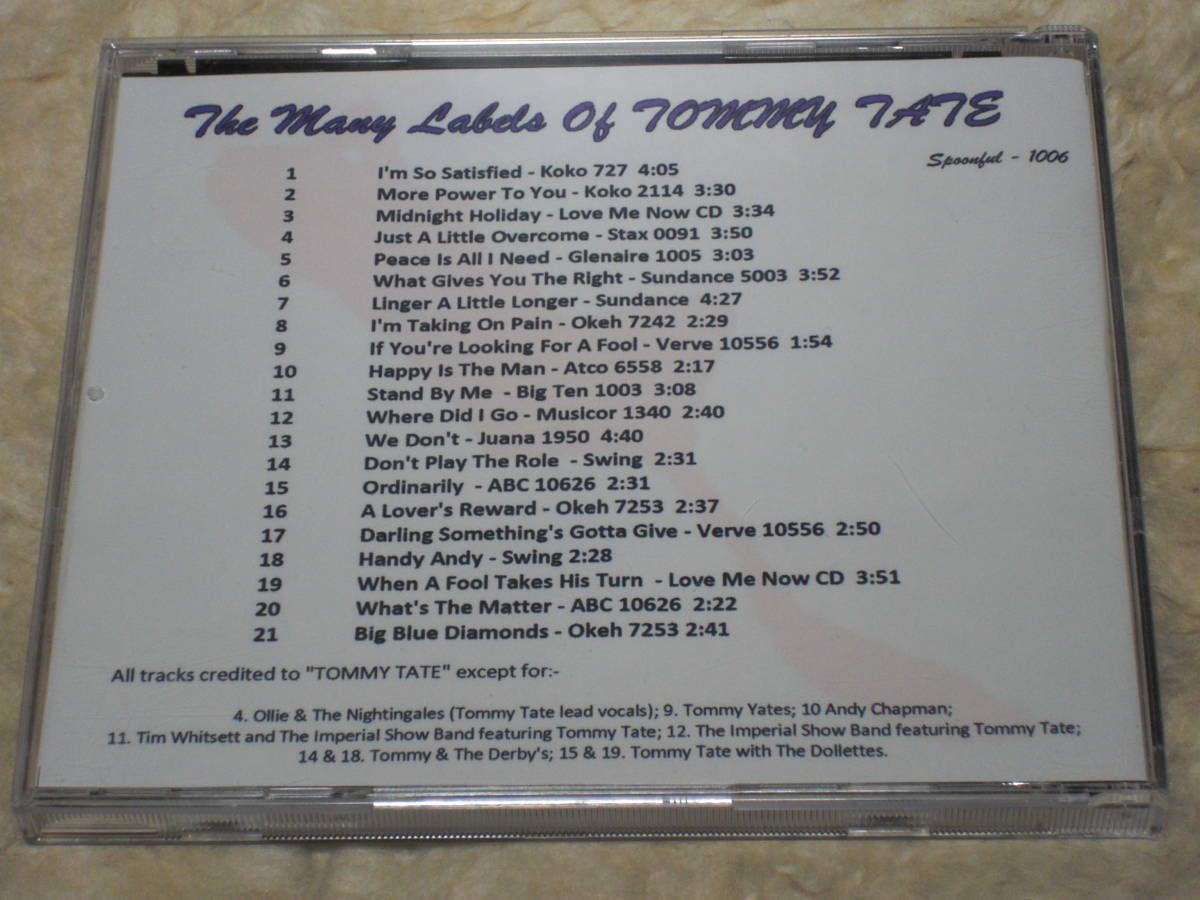 The Many Labels Of TOMMY TATE
Spoonful - 1006
1 I'm So Satisfied - Koko 727 4:05
2 More Power To You - Koko 2114 3:30
3 Midnight Holiday - Love Me Now CD 3:34
4 Just A Little Overcome - Stax 0091 3:50
5 Peace Is All I Need - Glenaire 1005 3:03
6 What Gives You The Right - Sundance 5003 3:52
7 Linger A Little Longer - Sundance 4:27
8 I'm Taking On Pain - Okeh 7242 2:29
9 If You're Looking For A Fool - Verve 10556 1:54
10 Happy Is The Man - Atco 6558 2:17
11 Stand By Me - Big Ten 1003 3:08
12 Where Did I Go - Musicor 1340 2:40
13 We Don't - Juana 1950 4:40
14 Don't Play The Role - Swing 2:31
15 Ordinarily - ABC 10626 2:31
16 A Lover's Reward - Okeh 7253 2:37
17 Darling Something's Gotta Give - Verve 10556 2:50
18 Handy Andy - Swing 2:28
19 When A Fool Takes His Turn - Love Me Now CD 3:51
20 What's The Matter - ABC 10626 2:22
21 Big Blue Diamonds - Okeh 7253 2:41
All tracks credited to "TOMMY TATE" except for:-
4. Ollie & The Nightingales (Tommy Tate lead vocals); 9. Tommy Yates; 10 Andy Chapman;
11. Tim Whitsett and The Imperial Show Band featuring Tommy Tate; 12. The Imperial Show Band featuring Tommy Tate;
14 & 18. Tommy & The Derby's; 15 & 19. Tommy Tate with The Dollettes.